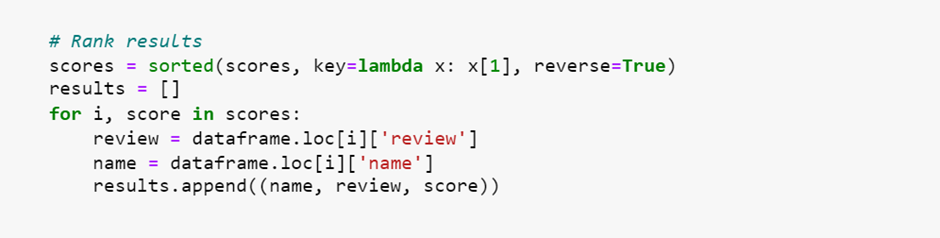 # Rank results
scores = sorted(scores, key=lambda x: x[1], reverse=True)
results = []
for i, score in scores:
    review = dataframe.loc[i]['review']
    name = dataframe.loc[i]['name']
    results.append((name, review, score))